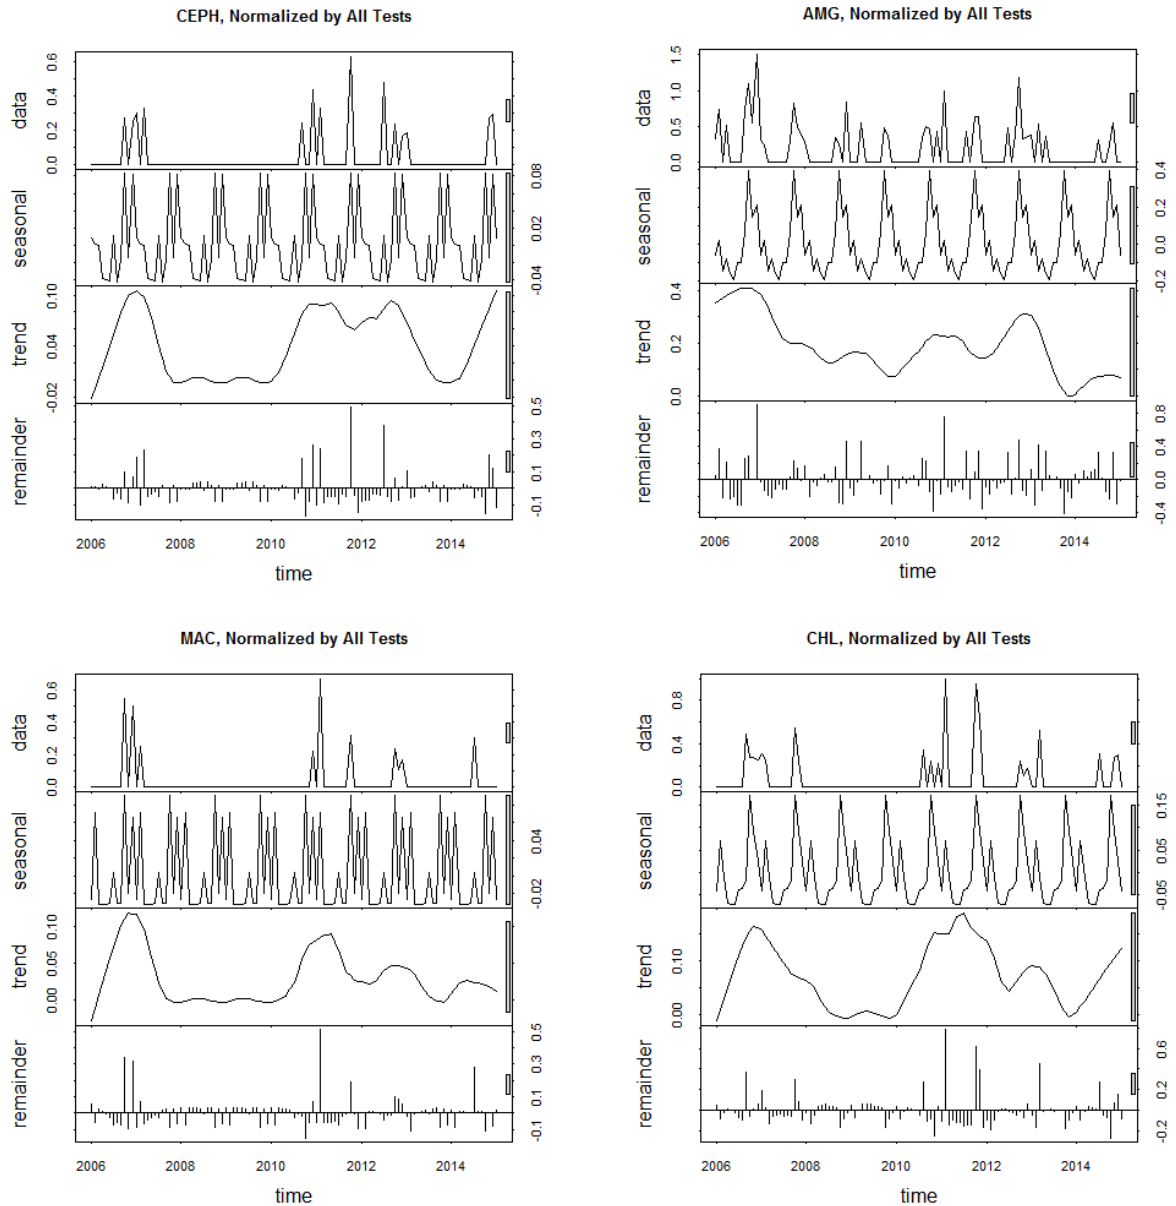 CEPH, Normalized by All Tests
data
0.0 0.2 0.4 0.6
seasonal
-0.04 0.02 0.08
trend
-0.02 0.04 0.10
remainder
-0.1 0.1 0.3 0.5
2006 2008 2010 2012 2014
time
AMG, Normalized by All Tests
data
0.0 0.5 1.0 1.5
seasonal
-0.2 0.0 0.2 0.4
trend
0.0 0.2 0.4
remainder
-0.4 0.0 0.4 0.8
2006 2008 2010 2012 2014
time
MAC, Normalized by All Tests
data
0.0 0.2 0.4 0.6
seasonal
-0.02 0.04
trend
0.00 0.05 0.10
remainder
-0.1 0.1 0.3 0.5
2006 2008 2010 2012 2014
time
CHL, Normalized by All Tests
data
0.0 0.4 0.8
seasonal
-0.05 0.05 0.15
trend
0.00 0.10
remainder
-0.2 0.2 0.6
2006 2008 2010 2012 2014
time